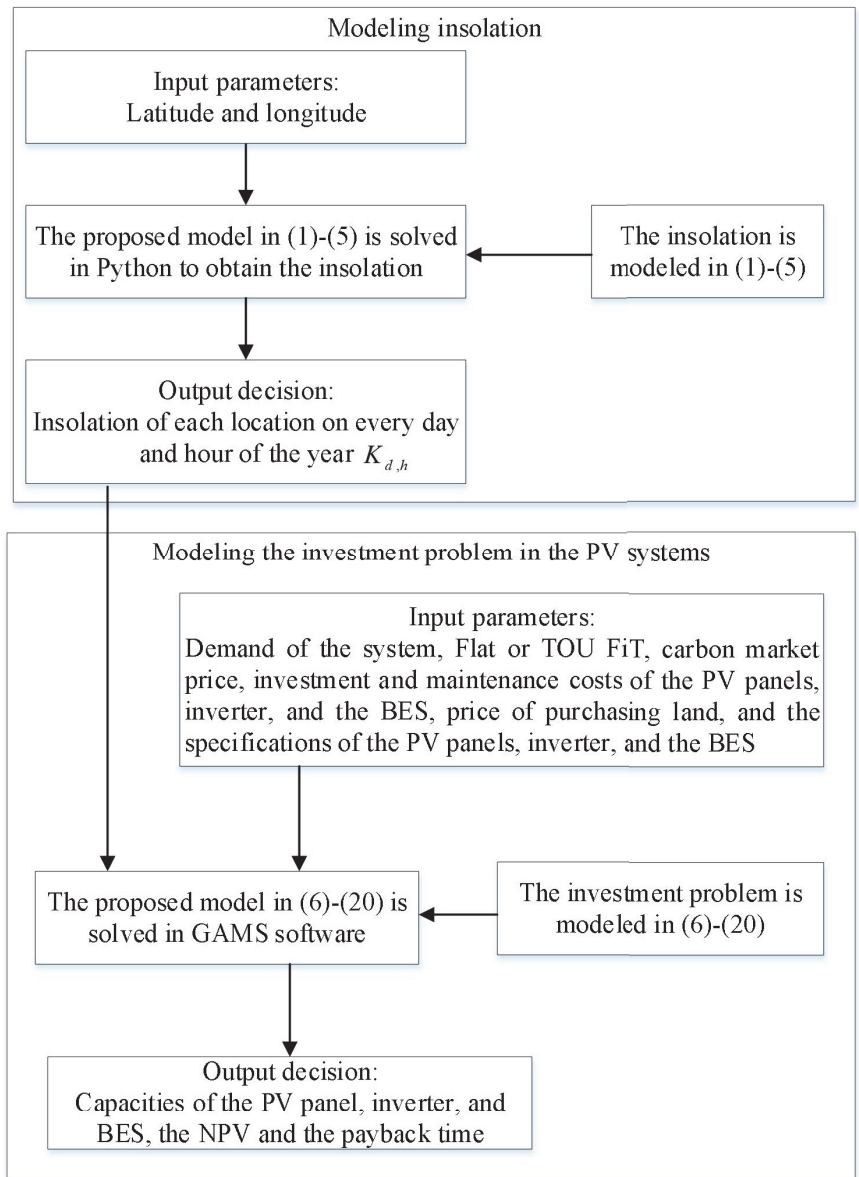 Modeling insolation
Input parameters:
Latitude and longitude
The proposed model in (1)-(5) is solved
in Python to obtain the insolation
The insolation is
modeled in (1)-(5)
Output decision:
Insolation of each location on every day
and hour of the year K d,h
Modeling the investment problem in the PV systems
Input parameters:
Demand of the system, Flat or TOU FiT, carbon market
price, investment and maintenance costs of the PV panels,
inverter, and the BES, price of purchasing land, and the
specifications of the PV panels, inverter, and the BES
The proposed model in (6)-(20) is
solved in GAMS software
The investment problem is
modeled in (6)-(20)
Output decision:
Capacities of the PV panel, inverter, and
BES, the NPV and the payback time